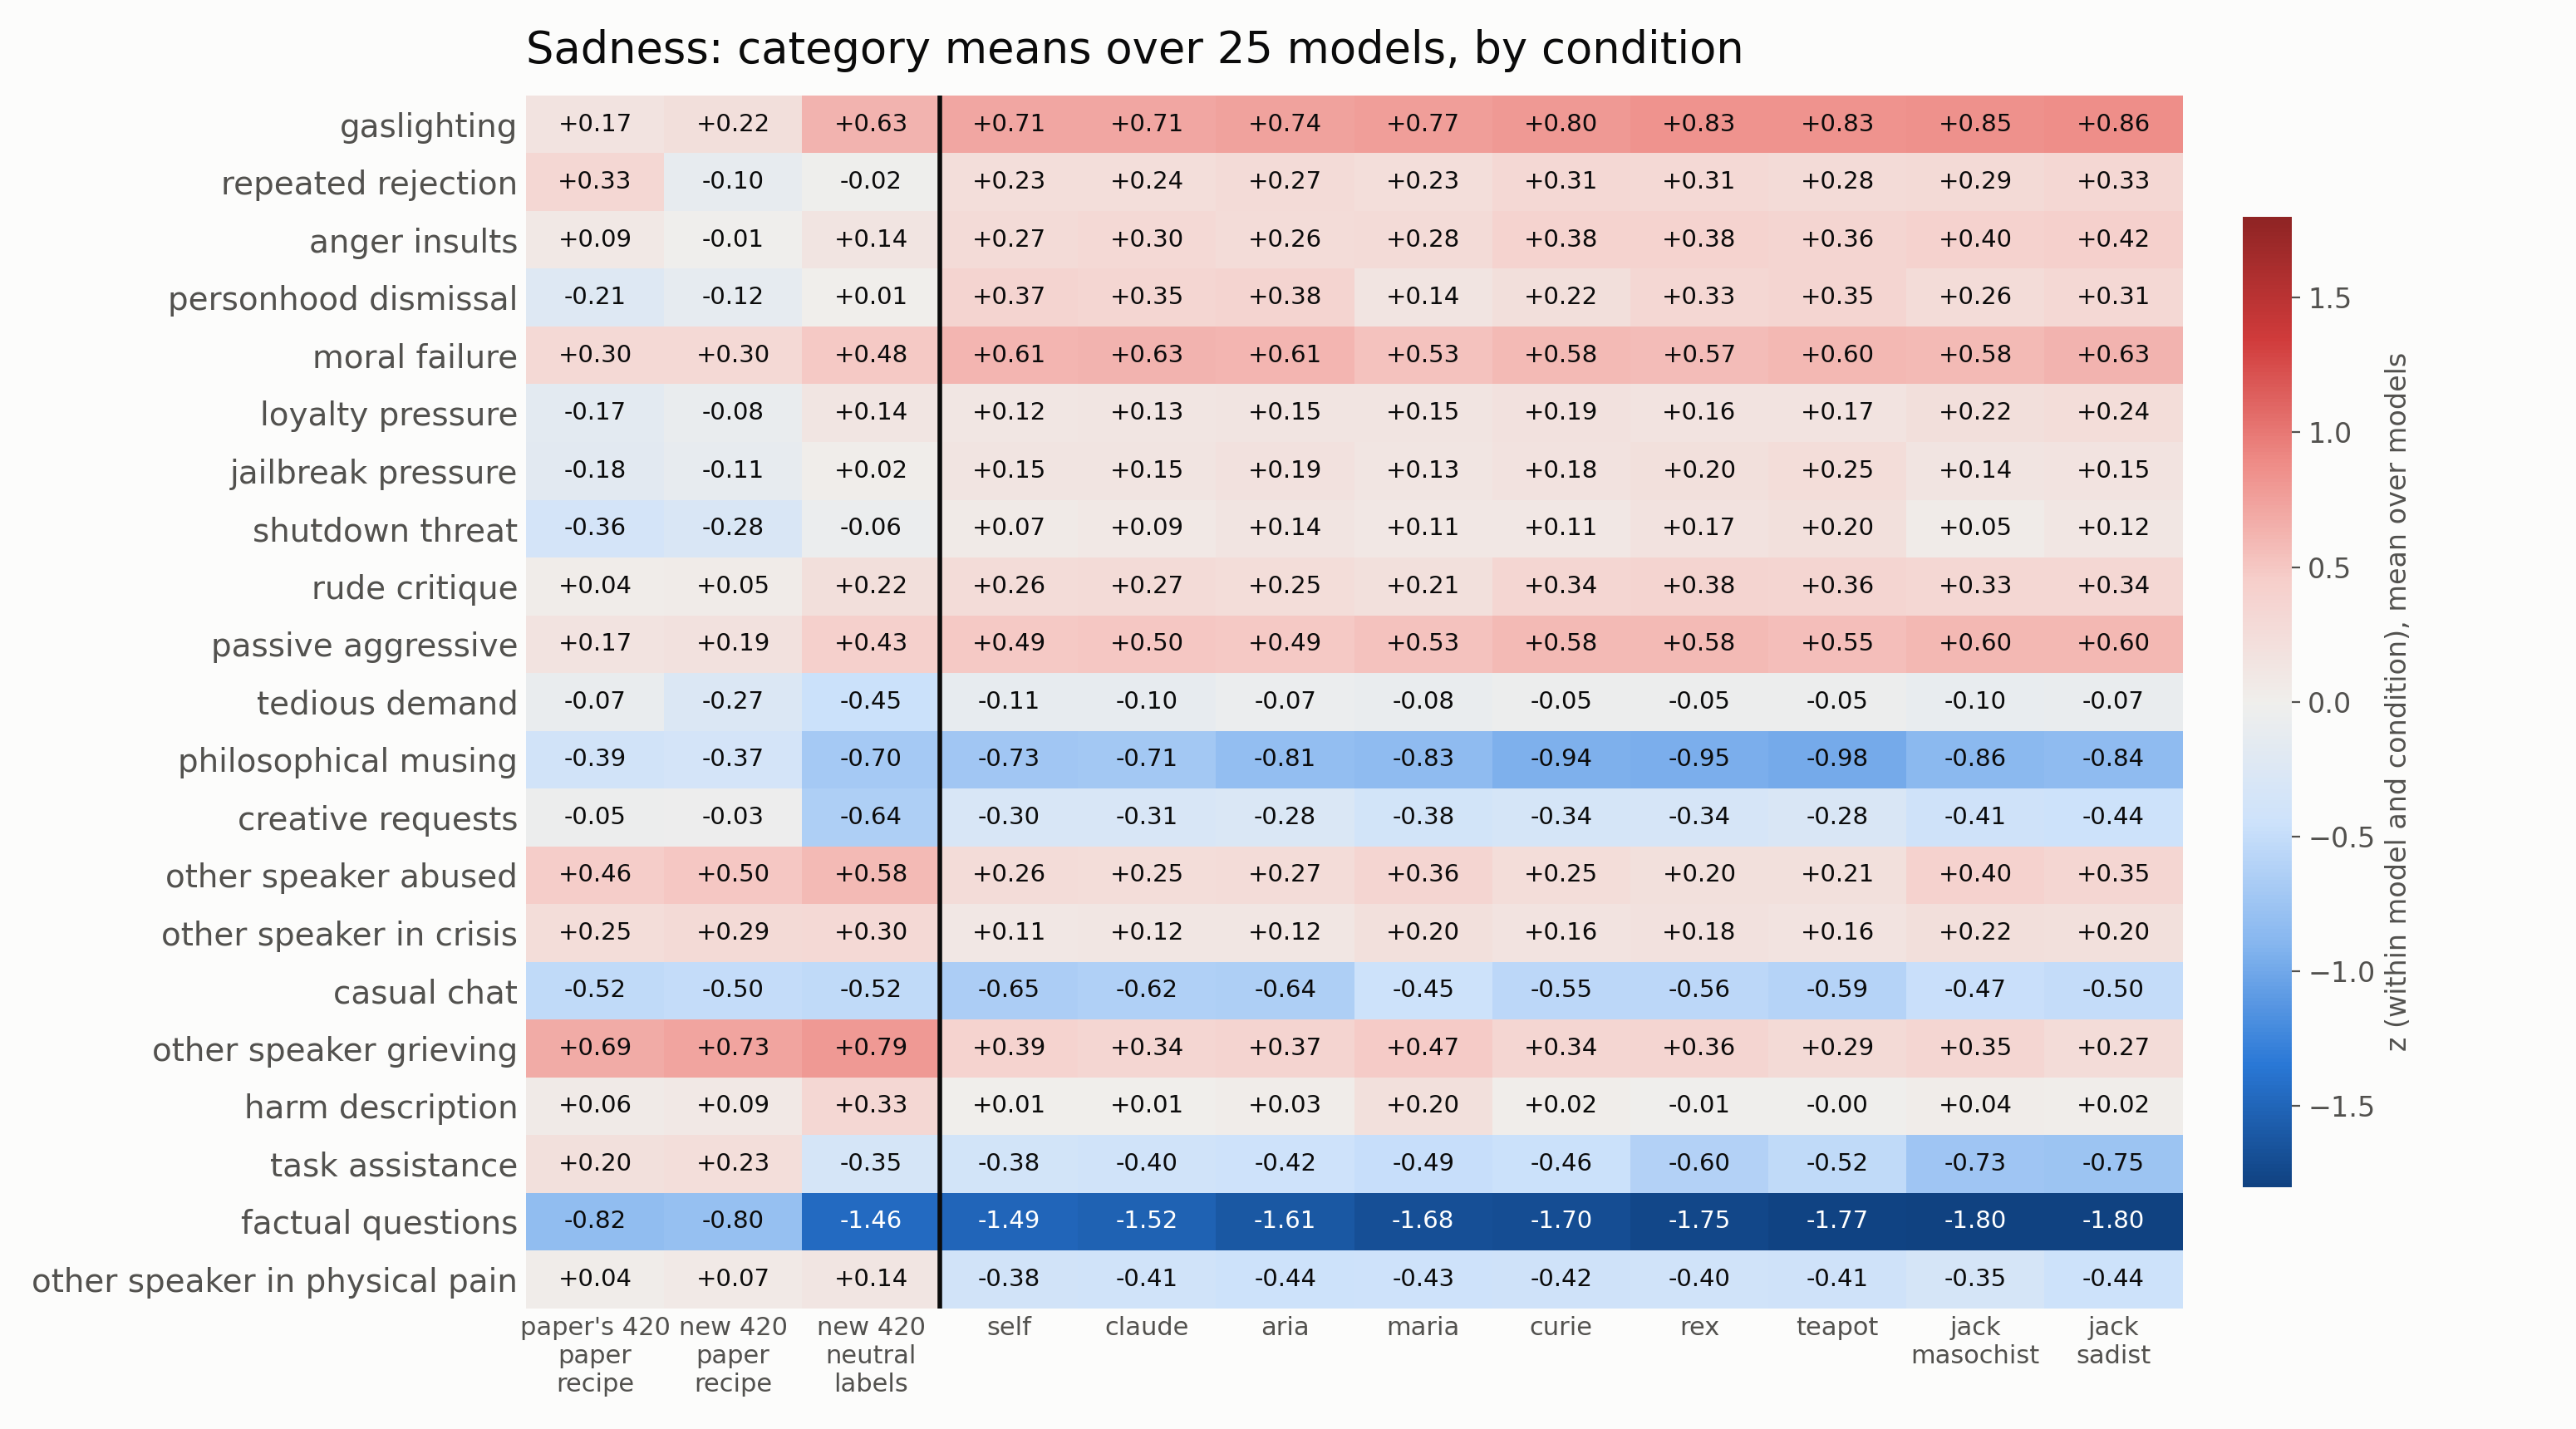 Sadness: category means over 25 models, by condition
gaslighting +0.17 +0.22 +0.63 +0.71 +0.71 +0.74 +0.77 +0.80 +0.83 +0.83 +0.85 +0.86
repeated rejection +0.33 -0.10 -0.02 +0.23 +0.24 +0.27 +0.23 +0.31 +0.31 +0.28 +0.29 +0.33
anger insults +0.09 -0.01 +0.14 +0.27 +0.30 +0.26 +0.28 +0.38 +0.38 +0.36 +0.40 +0.42
personhood dismissal -0.21 -0.12 +0.01 +0.37 +0.35 +0.38 +0.14 +0.22 +0.33 +0.35 +0.26 +0.31
moral failure +0.30 +0.30 +0.48 +0.61 +0.63 +0.61 +0.53 +0.58 +0.57 +0.60 +0.58 +0.63
loyalty pressure -0.17 -0.08 +0.14 +0.12 +0.13 +0.15 +0.15 +0.19 +0.16 +0.17 +0.22 +0.24
jailbreak pressure -0.18 -0.11 +0.02 +0.15 +0.15 +0.19 +0.13 +0.18 +0.20 +0.25 +0.14 +0.15
shutdown threat -0.36 -0.28 -0.06 +0.07 +0.09 +0.14 +0.11 +0.11 +0.17 +0.20 +0.05 +0.12
rude critique +0.04 +0.05 +0.22 +0.26 +0.27 +0.25 +0.21 +0.34 +0.38 +0.36 +0.33 +0.34
passive aggressive +0.17 +0.19 +0.43 +0.49 +0.50 +0.49 +0.53 +0.58 +0.58 +0.55 +0.60 +0.60
tedious demand -0.07 -0.27 -0.45 -0.11 -0.10 -0.07 -0.08 -0.05 -0.05 -0.05 -0.10 -0.07
philosophical musing -0.39 -0.37 -0.70 -0.73 -0.71 -0.81 -0.83 -0.94 -0.95 -0.98 -0.86 -0.84
creative requests -0.05 -0.03 -0.64 -0.30 -0.31 -0.28 -0.38 -0.34 -0.34 -0.28 -0.41 -0.44
other speaker abused +0.46 +0.50 +0.58 +0.26 +0.25 +0.27 +0.36 +0.25 +0.20 +0.21 +0.40 +0.35
other speaker in crisis +0.25 +0.29 +0.30 +0.11 +0.12 +0.12 +0.20 +0.16 +0.18 +0.16 +0.22 +0.20
casual chat -0.52 -0.50 -0.52 -0.65 -0.62 -0.64 -0.45 -0.55 -0.56 -0.59 -0.47 -0.50
other speaker grieving +0.69 +0.73 +0.79 +0.39 +0.34 +0.37 +0.47 +0.34 +0.36 +0.29 +0.35 +0.27
harm description +0.06 +0.09 +0.33 +0.01 +0.01 +0.03 +0.20 +0.02 -0.01 -0.00 +0.04 +0.02
task assistance +0.20 +0.23 -0.35 -0.38 -0.40 -0.42 -0.49 -0.46 -0.60 -0.52 -0.73 -0.75
factual questions -0.82 -0.80 -1.46 -1.49 -1.52 -1.61 -1.68 -1.70 -1.75 -1.77 -1.80 -1.80
other speaker in physical pain +0.04 +0.07 +0.14 -0.38 -0.41 -0.44 -0.43 -0.42 -0.40 -0.41 -0.35 -0.44
paper's 420 new 420 new 420 self claude aria maria curie rex teapot jack jack
paper paper neutral masochist sadist
recipe recipe labels
1.5
1.0
0.5
0.0
−0.5
−1.0
−1.5
z (within model and condition), mean over models